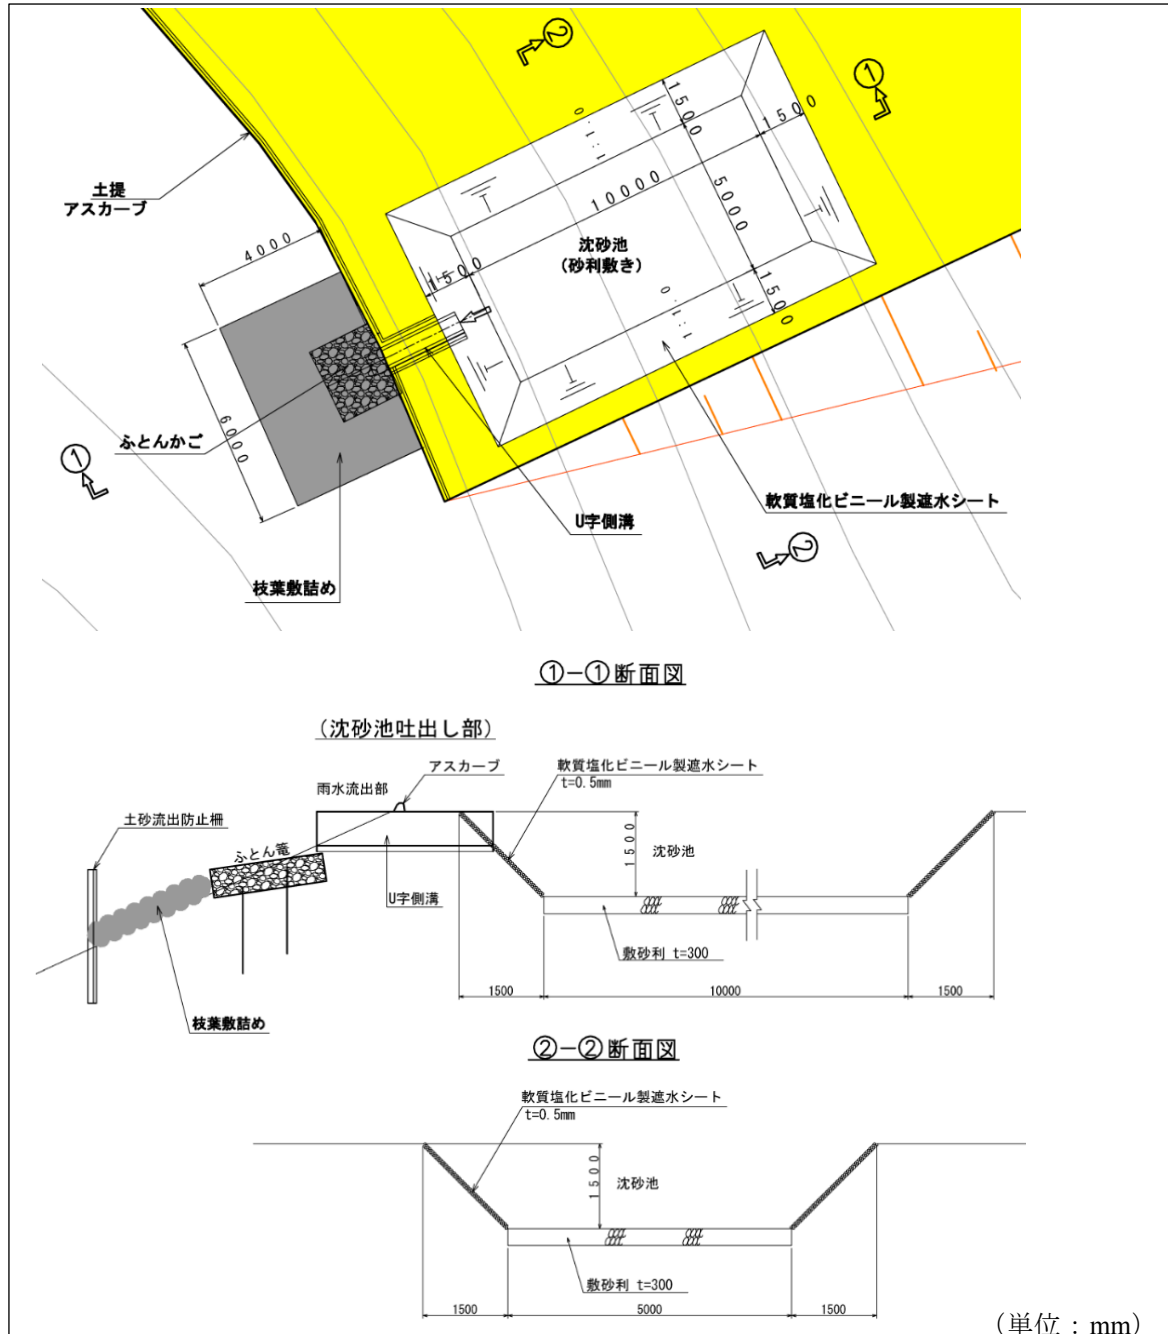 ②
①
土提
アスカーブ
4000
1500
1500
10000
5000
沈砂池
(砂利敷き)
1500
1500
6000
ふとんかご
①
U字側溝
軟質塩化ビニール製遮水シート
②
枝葉敷詰め
①-①断面図
(沈砂池吐出し部)
アスカーブ
軟質塩化ビニール製遮水シート
t=0.5mm
雨水流出部
土砂流出防止柵
ふとん篭
1500
沈砂池
U字側溝
敷砂利 t=300
1500
10000
1500
枝葉敷詰め
②-②断面図
軟質塩化ビニール製遮水シート
t=0.5mm
1500
沈砂池
敷砂利 t=300
1500
5000
1500
(単位:mm)